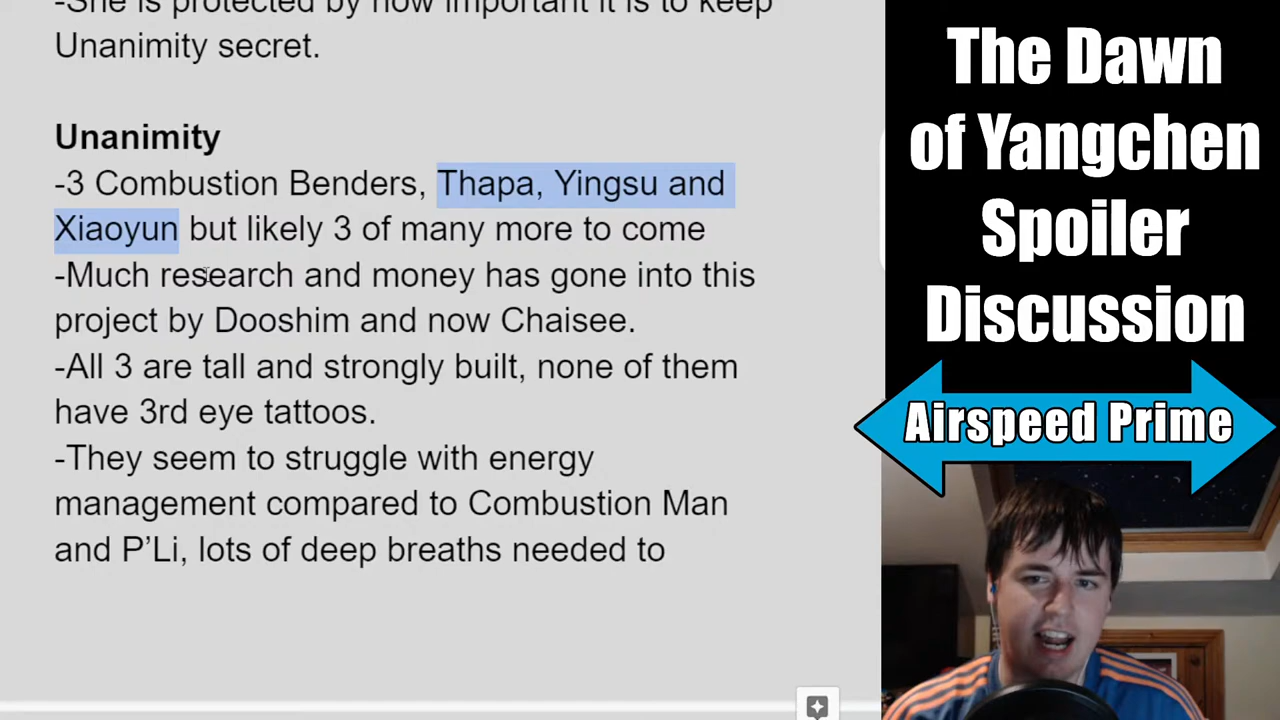 -She is protected by how important it is to keep
Unanimity secret.
Unanimity
-3 Combustion Benders, Thapa, Yingsu and
Xiaoyun but likely 3 of many more to come
-Much research and money has gone into this
project by Dooshim and now Chaisee.
-All 3 are tall and strongly built, none of them
have 3rd eye tattoos.
-They seem to struggle with energy
management compared to Combustion Man
and P’Li, lots of deep breaths needed to
The Dawn
of Yangchen
Spoiler
Discussion
Airspeed Prime